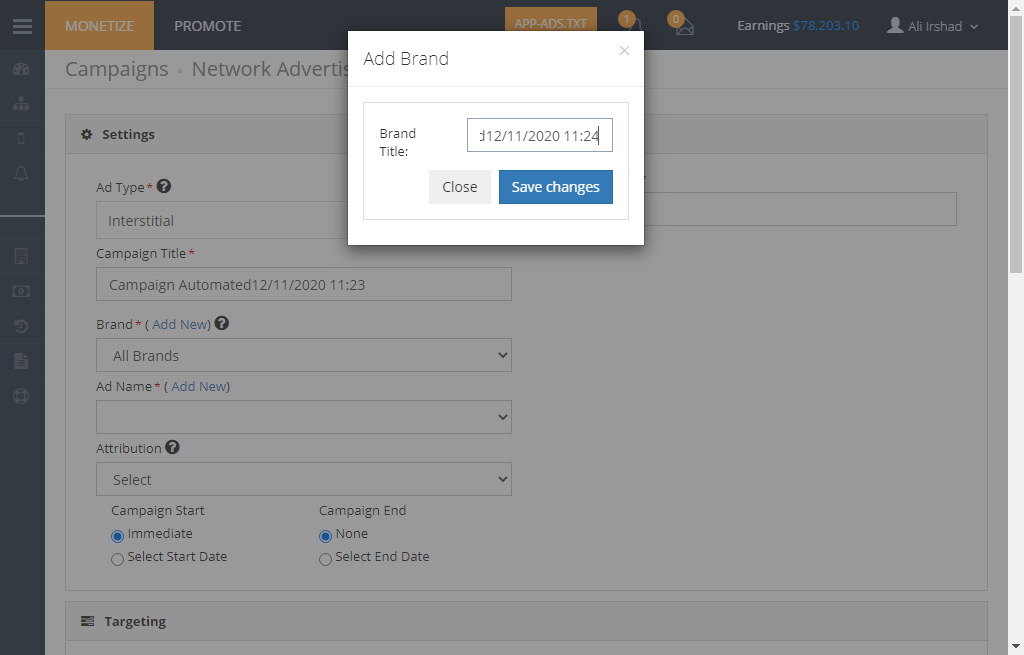 MONETIZE PROMOTE APP-ADS.TXT 1 0 Earnings $78,203.10 Ali Irshad
Campaigns Network
Add Brand ×
Brand Title: 12/11/2020 11:24
Close Save changes
Settings
Ad Type *
Interstitial
Campaign Title *
Campaign Automated12/11/2020 11:23
Brand * ( Add New)
All Brands
Ad Name * ( Add New)
Attribution
Select
Campaign Start Campaign End
Immediate None
Select Start Date Select End Date
Targeting